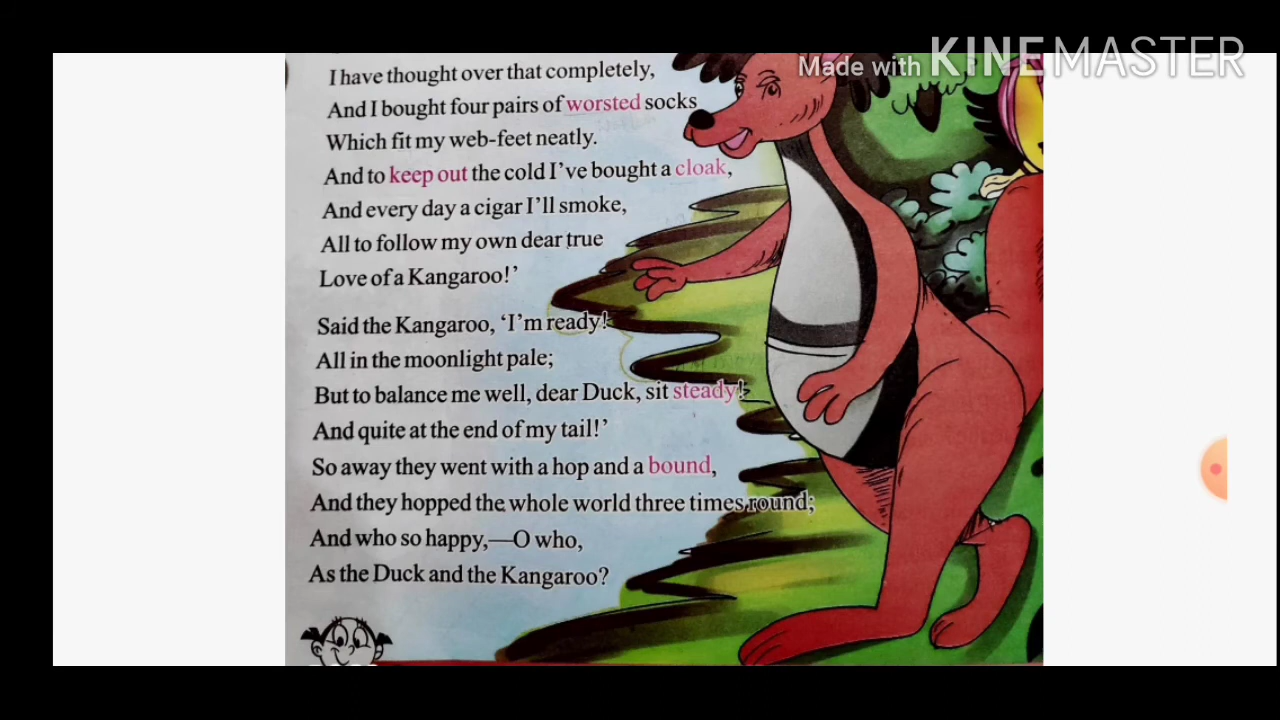 Made with KINEMASTER
I have thought over that completely,
And I bought four pairs of worsted socks
Which fit my web-feet neatly.
And to keep out the cold I've bought a cloak,
And every day a cigar I'll smoke,
All to follow my own dear true
Love of a Kangaroo!'
Said the Kangaroo, 'I'm ready!
All in the moonlight pale;
But to balance me well, dear Duck, sit steady!
And quite at the end of my tail!'
So away they went with a hop and a bound,
And they hopped the whole world three times round;
And who so happy,—O who,
As the Duck and the Kangaroo?